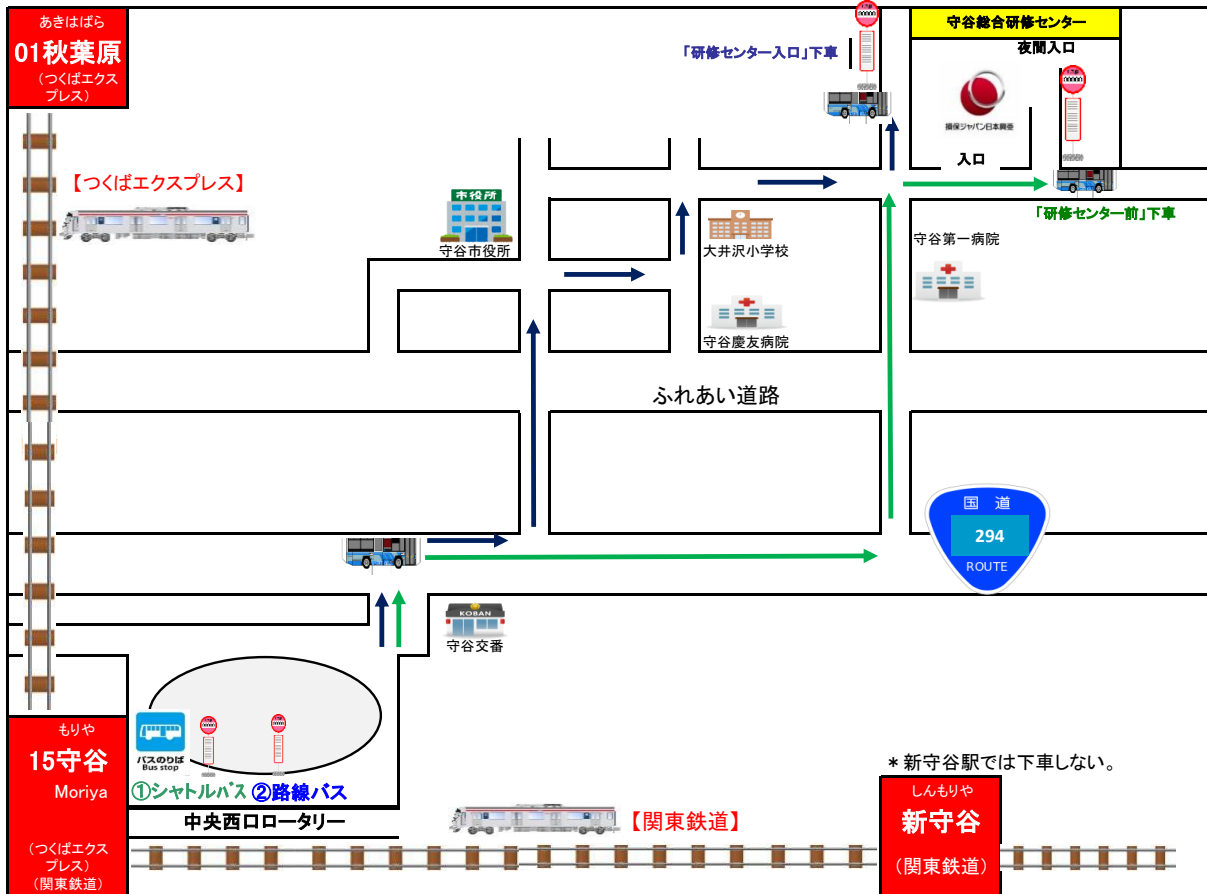 あきはばら
01秋葉原
(つくばエクス
プレス)
「研修センター入口」下車
守谷総合研修センター
夜間入口
損保ジャパン日本興亜
入口
「研修センター前」下車
【つくばエクスプレス】
市役所
守谷市役所
大井沢小学校
守谷第一病院
守谷慶友病院
ふれあい道路
国 道
294
ROUTE
KOBAN
守谷交番
もりや
15守谷
Moriya
(つくばエクス
プレス)
(関東鉄道)
バスのりば
Bus stop
①シャトルバス ②路線バス
中央西口ロータリー
【関東鉄道】
*新守谷駅では下車しない。
しんもりや
新守谷
(関東鉄道)